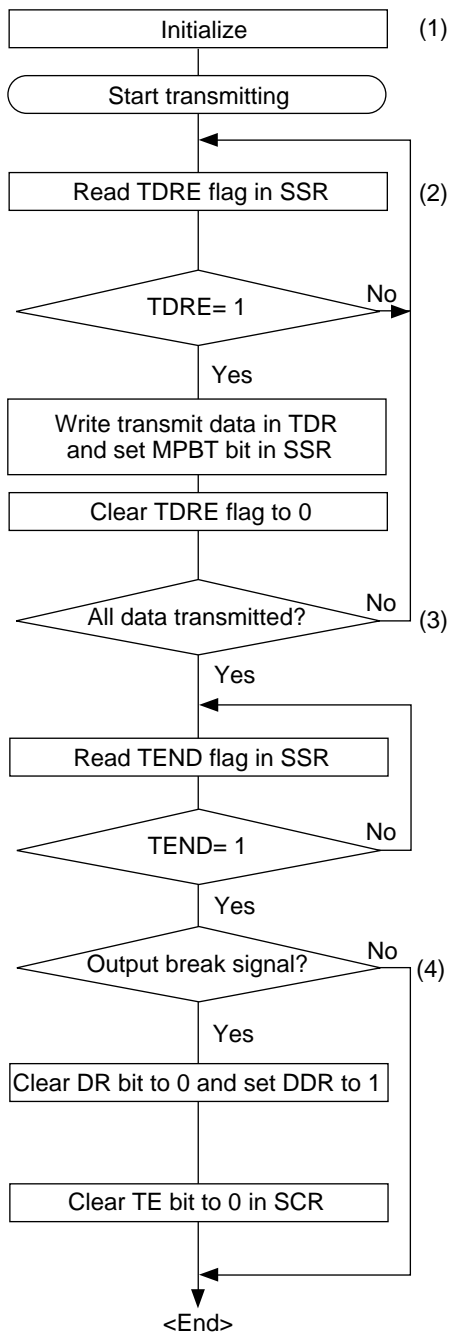 Initialize
(1)
Start transmitting
Read TDRE flag in SSR
(2)
TDRE= 1
No
Yes
Write transmit data in TDR
and set MPBT bit in SSR
Clear TDRE flag to 0
All data transmitted?
No
(3)
Yes
Read TEND flag in SSR
TEND= 1
No
Yes
Output break signal?
No
(4)
Yes
Clear DR bit to 0 and set DDR to 1
Clear TE bit to 0 in SCR
<End>